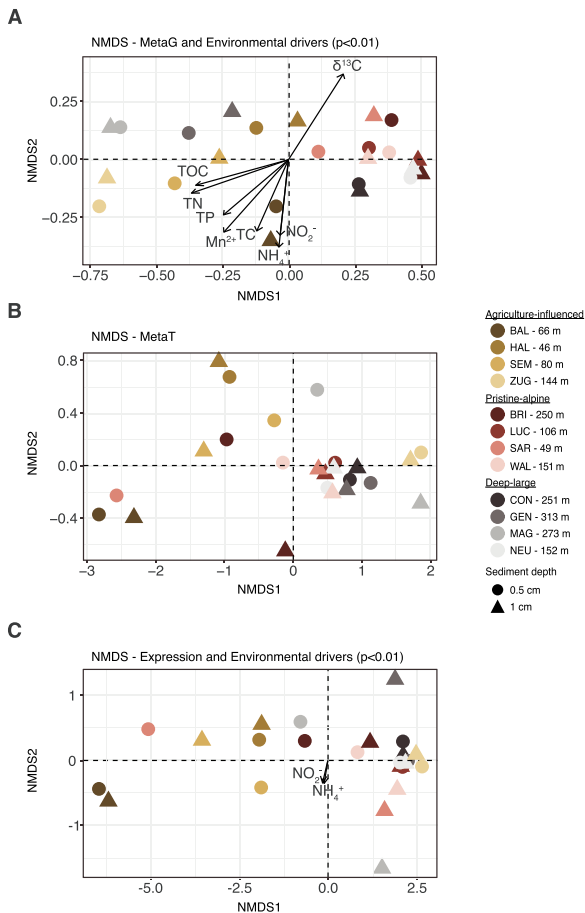 A
NMDS - MetaG and Environmental drivers (p<0.01)
δ¹³C
0.25
0.00
−0.25
NMDS2
TOC
TN
TP
Mn²⁺
TC
NO₂⁻
NH₄⁺
−0.75
−0.50
−0.25
0.00
0.25
0.50
NMDS1
B
NMDS - MetaT
0.8
0.4
0.0
−0.4
NMDS2
−3
−2
−1
0
1
2
NMDS1
Agriculture-influenced
BAL - 66 m
HAL - 46 m
SEM - 80 m
ZUG - 144 m
Pristine-alpine
BRI - 250 m
LUC - 106 m
SAR - 49 m
WAL - 151 m
Deep-large
CON - 251 m
GEN - 313 m
MAG - 273 m
NEU - 152 m
Sediment depth
0.5 cm
1 cm
C
NMDS - Expression and Environmental drivers (p<0.01)
1
0
-1
NMDS2
NO₂⁻
NH₄⁺
-5.0
-2.5
0.0
2.5
NMDS1